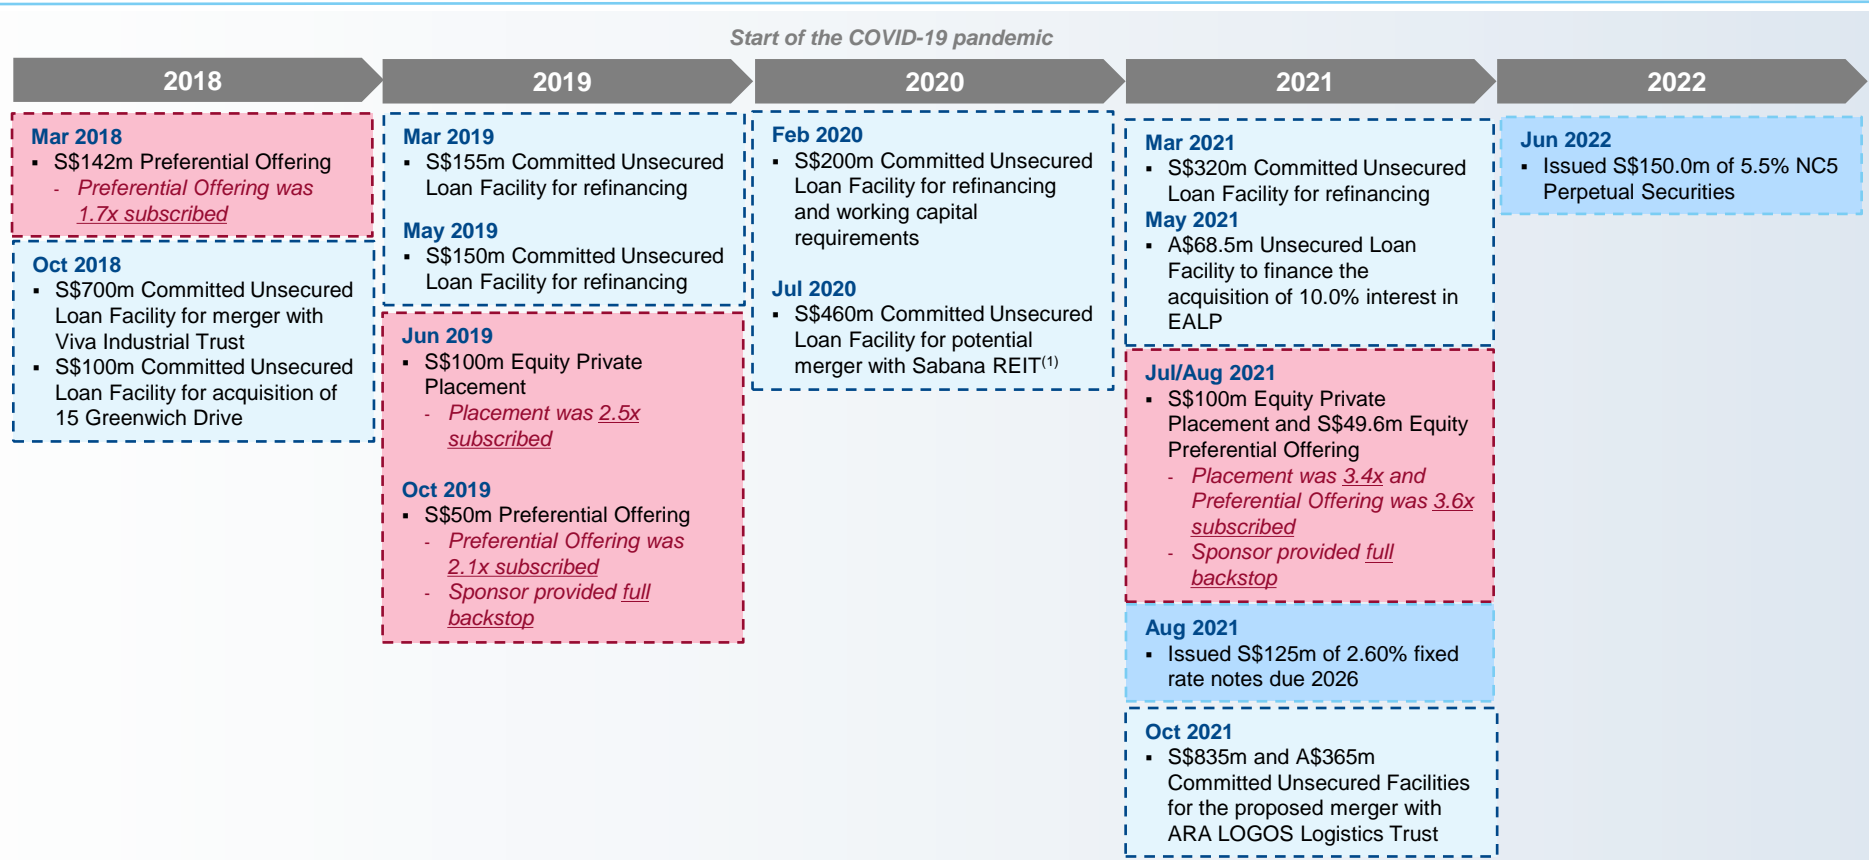 Start of the COVID-19 pandemic
2018
2019
2020
2021
2022
Mar 2018
▪ S$142m Preferential Offering
- Preferential Offering was
1.7x subscribed
Oct 2018
▪ S$700m Committed Unsecured
Loan Facility for merger with
Viva Industrial Trust
▪ S$100m Committed Unsecured
Loan Facility for acquisition of
15 Greenwich Drive
Mar 2019
▪ S$155m Committed Unsecured
Loan Facility for refinancing
May 2019
▪ S$150m Committed Unsecured
Loan Facility for refinancing
Jun 2019
▪ S$100m Equity Private
Placement
- Placement was 2.5x
subscribed
Oct 2019
▪ S$50m Preferential Offering
- Preferential Offering was
2.1x subscribed
- Sponsor provided full
backstop
Feb 2020
▪ S$200m Committed Unsecured
Loan Facility for refinancing
and working capital
requirements
Jul 2020
▪ S$460m Committed Unsecured
Loan Facility for potential
merger with Sabana REIT(1)
Mar 2021
▪ S$320m Committed Unsecured
Loan Facility for refinancing
May 2021
▪ A$68.5m Unsecured Loan
Facility to finance the
acquisition of 10.0% interest in
EALP
Jul/Aug 2021
▪ S$100m Equity Private
Placement and S$49.6m Equity
Preferential Offering
- Placement was 3.4x and
Preferential Offering was 3.6x
subscribed
- Sponsor provided full
backstop
Aug 2021
▪ Issued S$125m of 2.60% fixed
rate notes due 2026
Oct 2021
▪ S$835m and A$365m
Committed Unsecured Facilities
for the proposed merger with
ARA LOGOS Logistics Trust
Jun 2022
▪ Issued S$150.0m of 5.5% NC5
Perpetual Securities